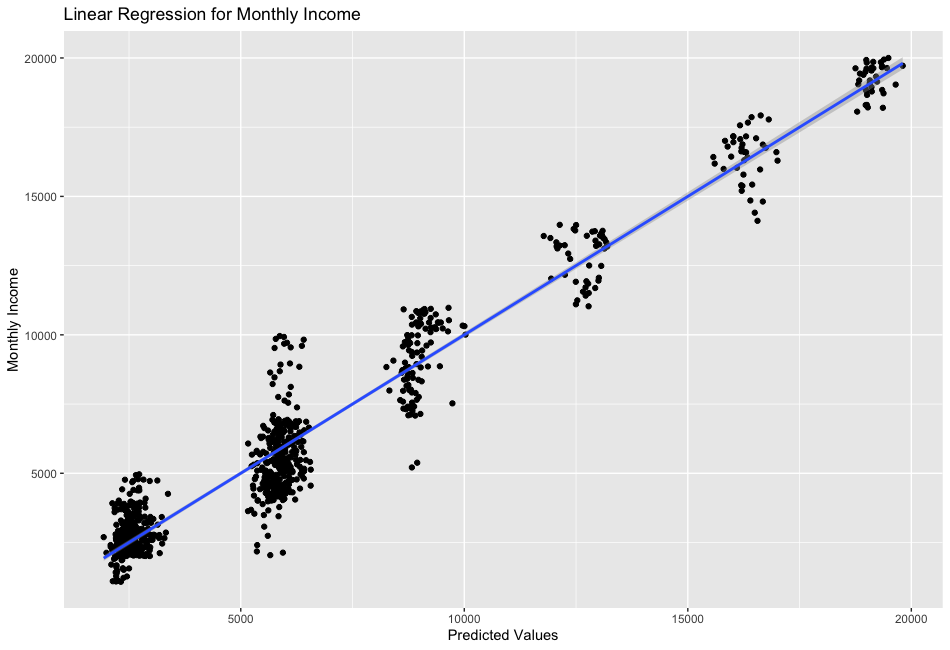 Linear Regression for Monthly Income
20000
15000
10000
5000
Monthly Income
5000 10000 15000 20000
Predicted Values